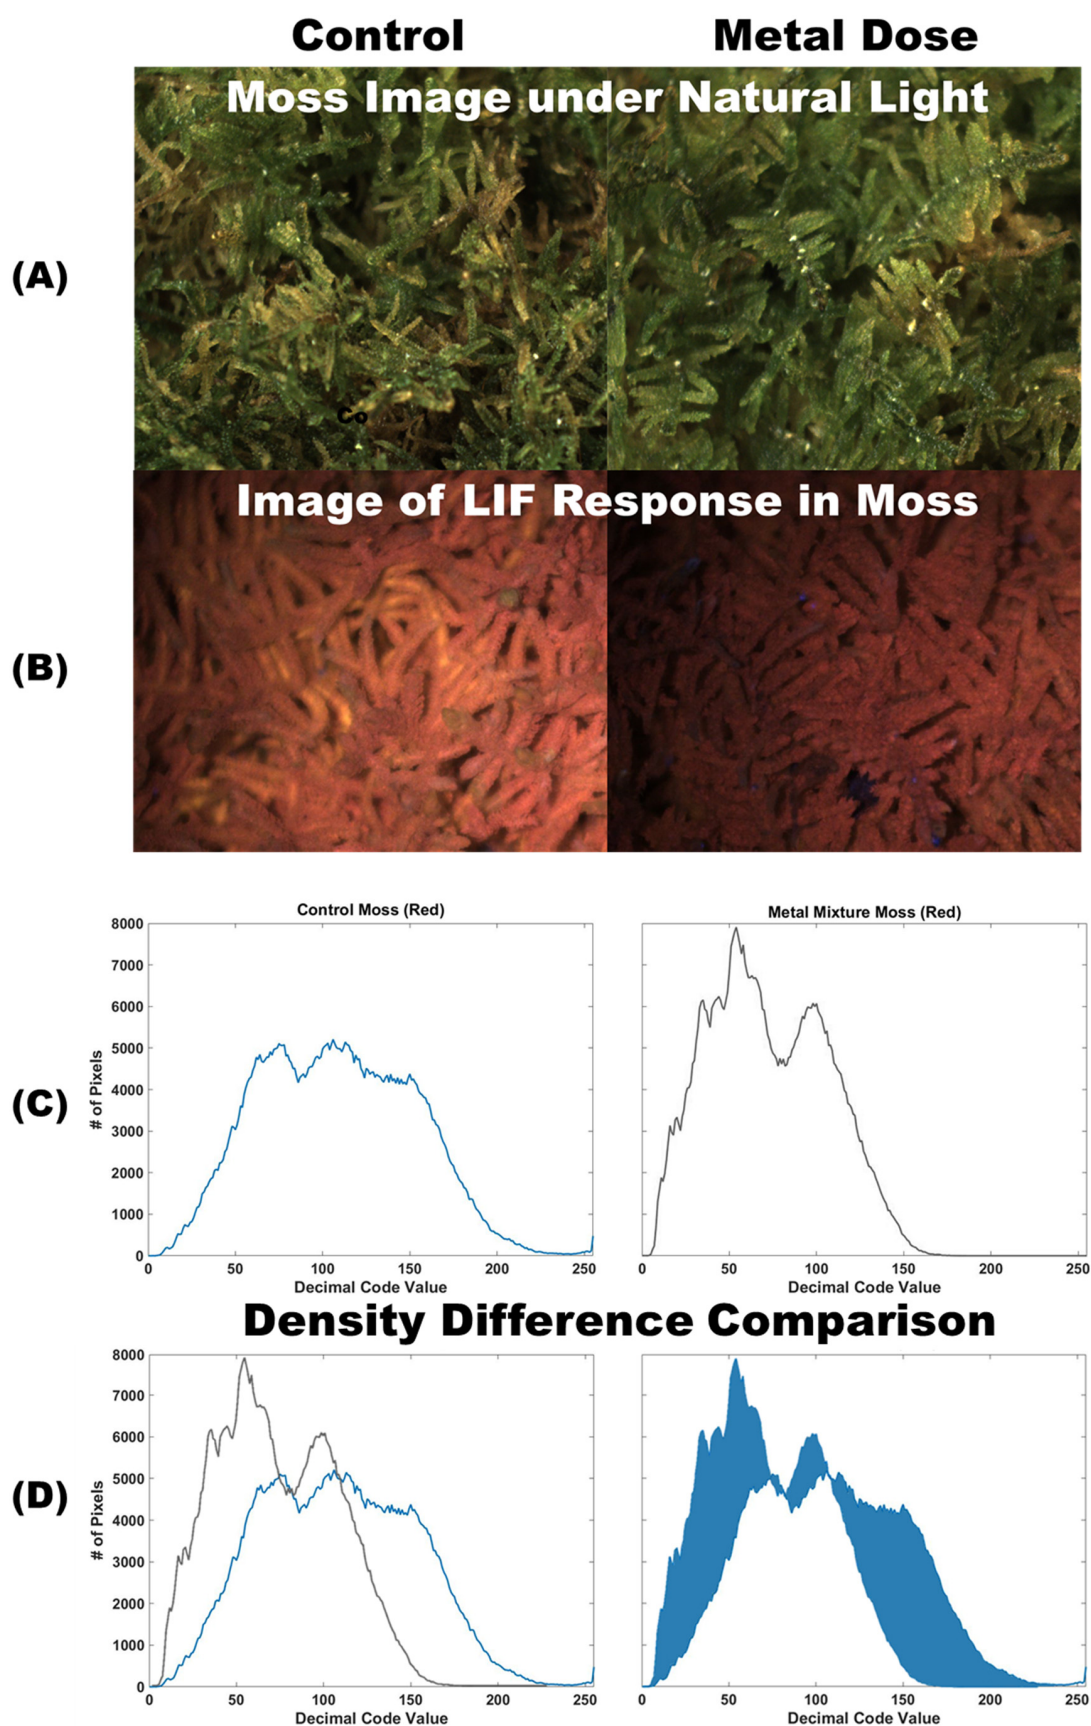 Control Metal Dose
Moss Image under Natural Light
(A)
Co
Image of LIF Response in Moss
(B)
Control Moss (Red)
Metal Mixture Moss (Red)
(C)
8000
7000
6000
5000
4000
3000
2000
1000
0
# of Pixels
0 50 100 150 200 250
Decimal Code Value
0 50 100 150 200 250
Decimal Code Value
Density Difference Comparison
(D)
8000
7000
6000
5000
4000
3000
2000
1000
0
# of Pixels
0 50 100 150 200 250
Decimal Code Value
0 50 100 150 200 250
Decimal Code Value